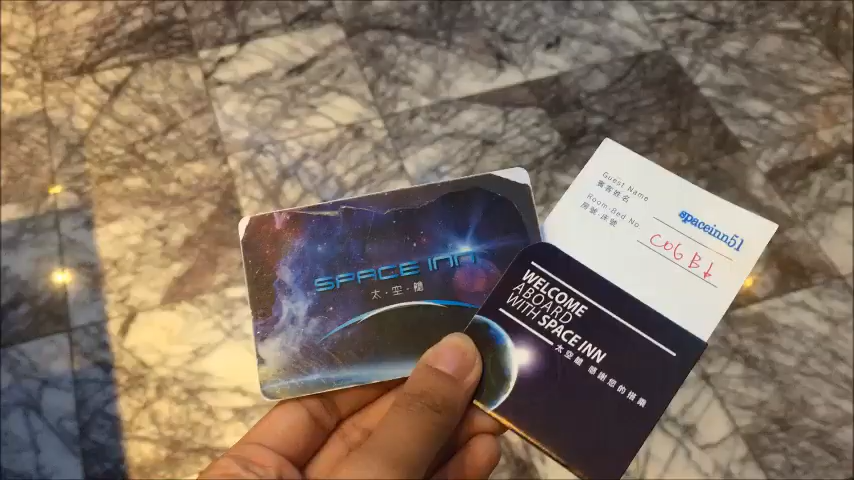 SPACE INN
太·空·艙
Guest Name
賓客姓名
spaceinn51
Room-Bed No
房號·床號
C06 B↓
WELCOME
ABOARD
WITH SPACE INN
太空艙 感謝您的搭乘